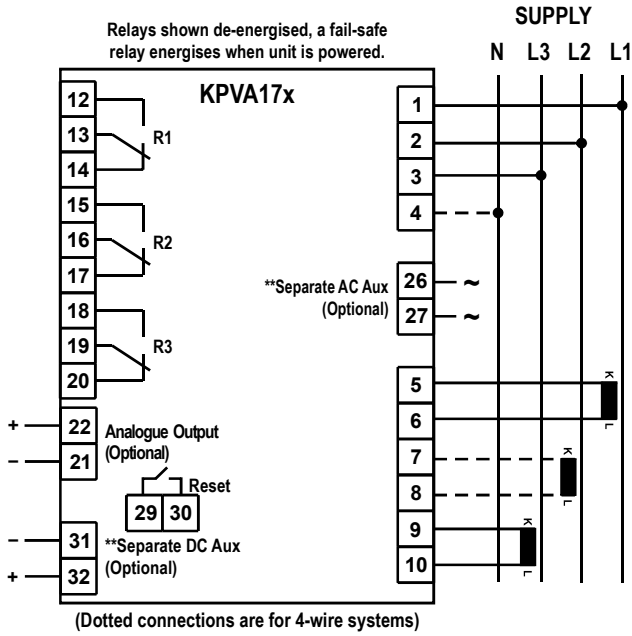 Relays shown de-energised, a fail-safe
relay energises when unit is powered.
SUPPLY
N L3 L2 L1
KPVA17x
12
13
14
R1
15
16
17
R2
18
19
20
R3
+ 22
- 21
Analogue Output
(Optional)
Reset
29 30
- 31
+ 32
**Separate DC Aux
(Optional)
1
2
3
4
**Separate AC Aux
(Optional)
26 ~
27 ~
5
6
K
L
7
8
K
L
9
10
K
L
(Dotted connections are for 4-wire systems)